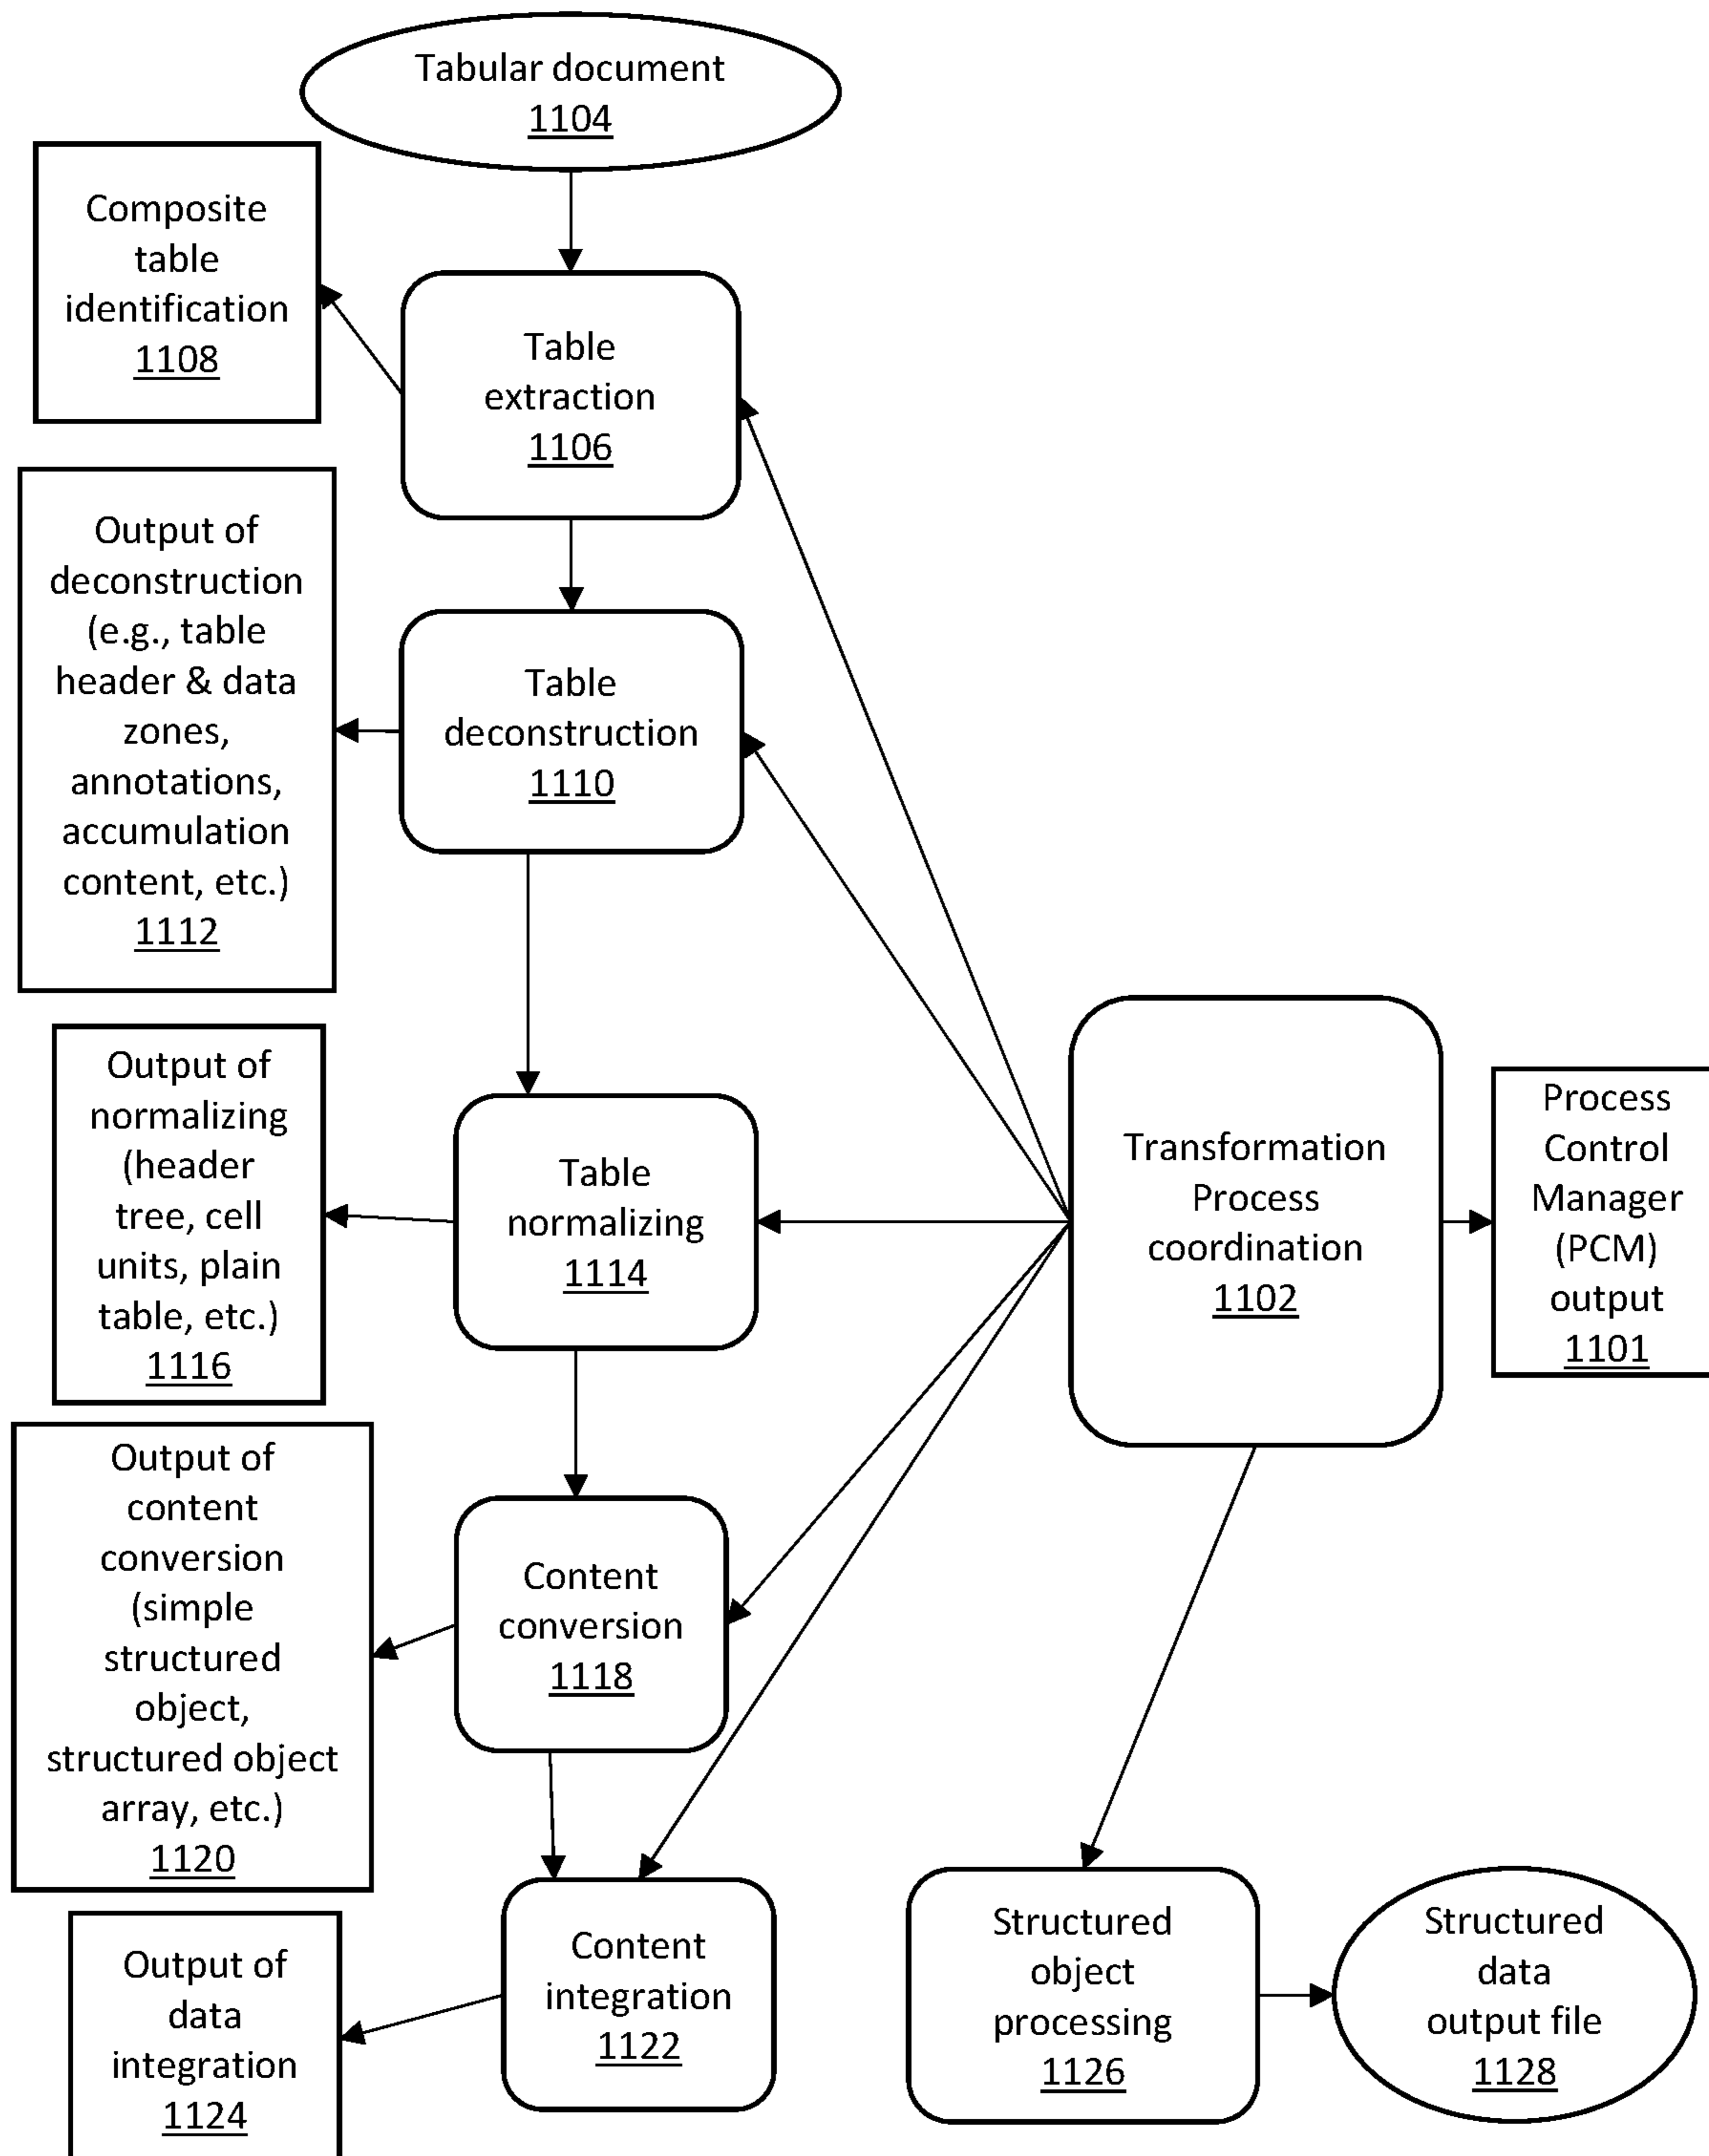 Tabular document
1104
Composite
table
identification
1108
Table
extraction
1106
Output of
deconstruction
(e.g., table
header & data
zones,
annotations,
accumulation
content, etc.)
1112
Table
deconstruction
1110
Output of
normalizing
(header
tree, cell
units, plain
table, etc.)
1116
Table
normalizing
1114
Transformation
Process
coordination
1102
Process
Control
Manager
(PCM)
output
1101
Output of
content
conversion
(simple
structured
object,
structured object
array, etc.)
1120
Content
conversion
1118
Output of
data
integration
1124
Content
integration
1122
Structured
object
processing
1126
Structured
data
output file
1128